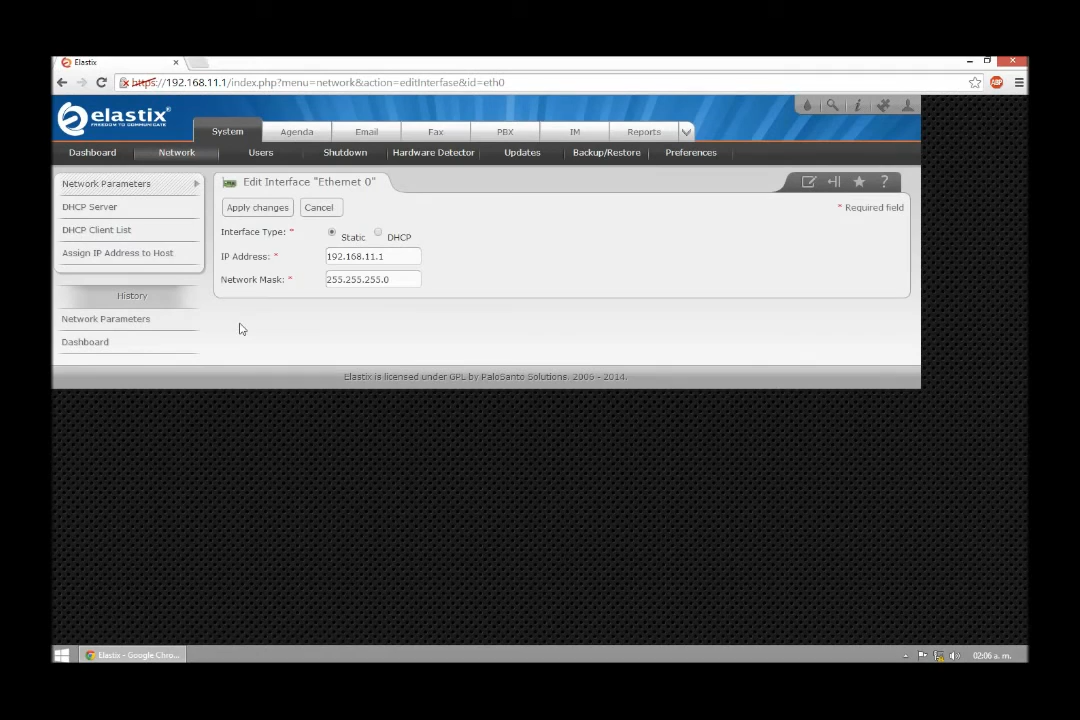 Elastix
https://192.168.11.1/index.php?menu=network&action=editInterfase&id=eth0
ABP
elastix®
FREEDOM TO COMMUNICATE
System
Agenda
Email
Fax
PBX
IM
Reports
Dashboard
Network
Users
Shutdown
Hardware Detector
Updates
Backup/Restore
Preferences
Network Parameters
DHCP Server
DHCP Client List
Assign IP Address to Host
History
Network Parameters
Dashboard
Edit Interface "Ethernet 0"
Apply changes
Cancel
* Required field
Interface Type: *
Static
DHCP
IP Address: *
192.168.11.1
Network Mask: *
255.255.255.0
Elastix is licensed under GPL by PaloSanto Solutions. 2006 - 2014.
Elastix - Google Chro...
02:06 a. m.